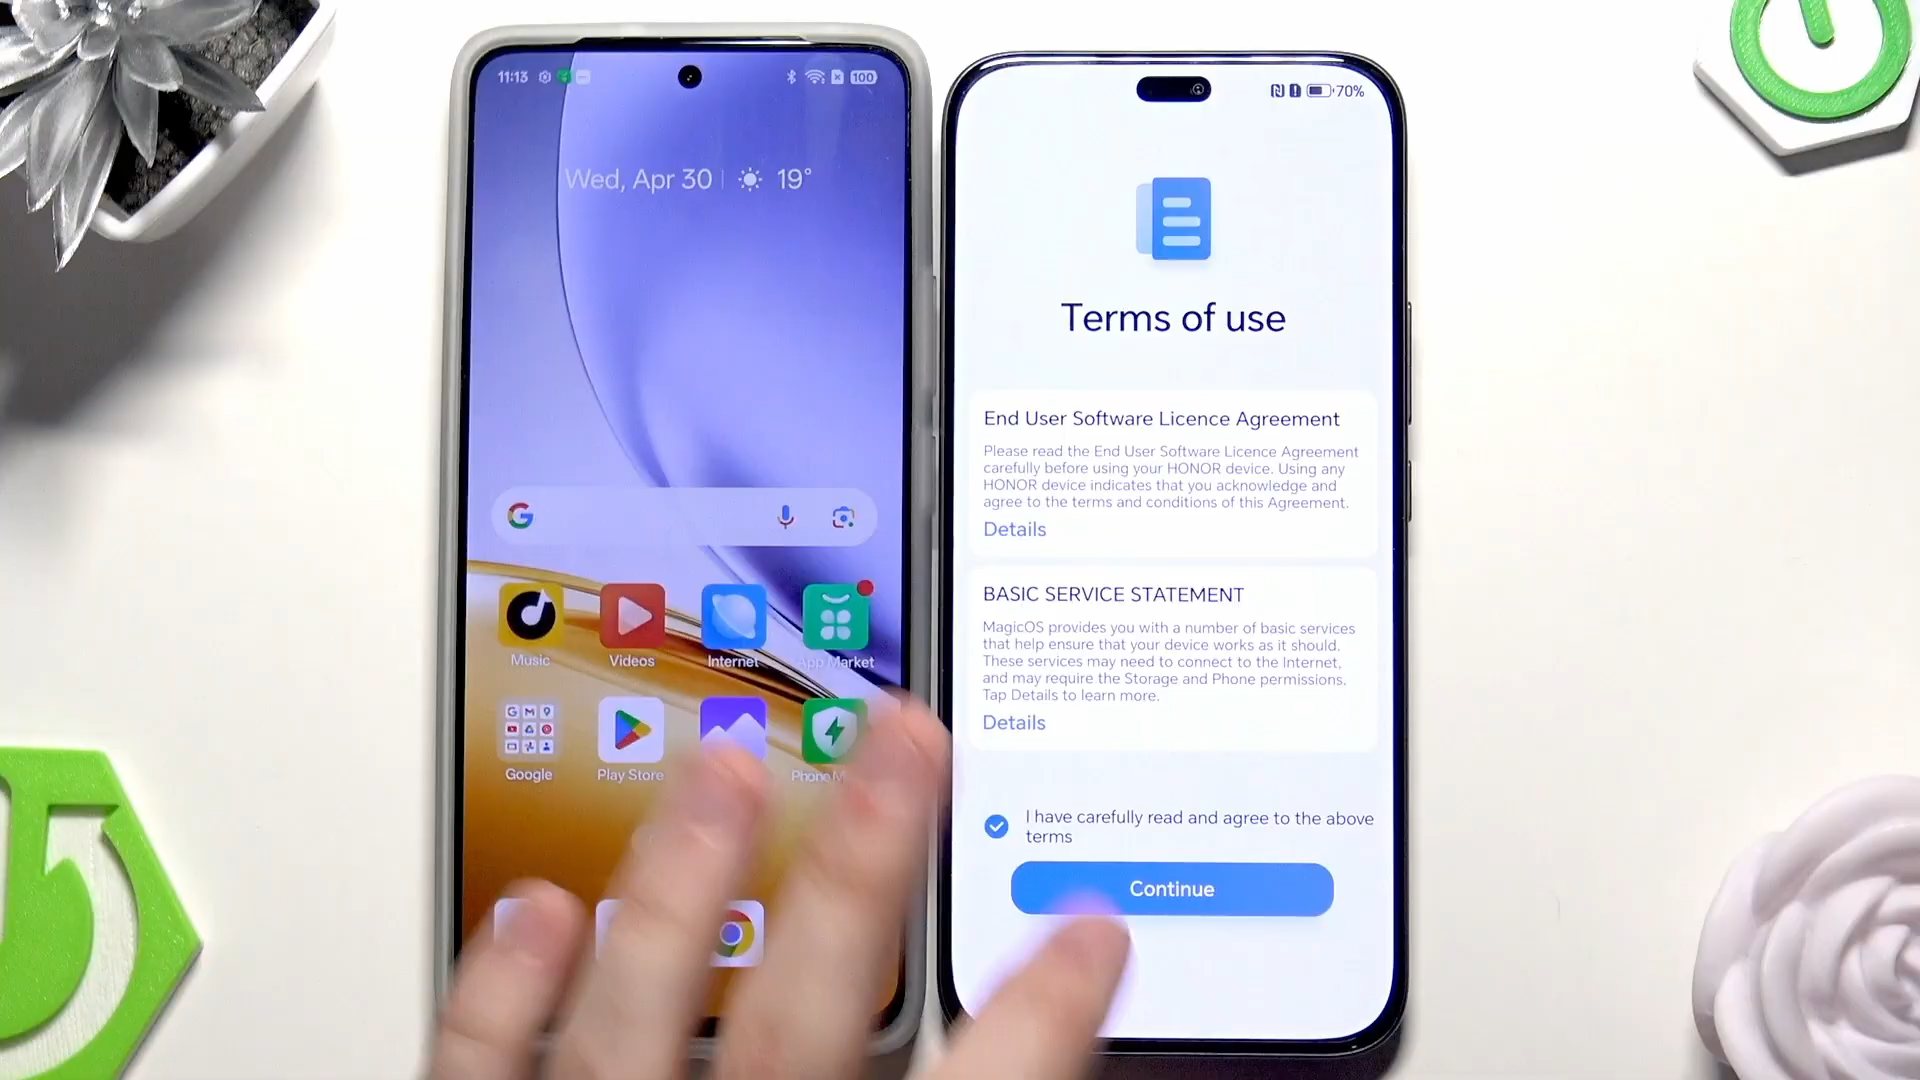 11:13
100
Wed, Apr 30
19°
Music
Videos
Internet
App Market
Google
Play Store
Phone M
70%
Terms of use
End User Software Licence Agreement
Please read the End User Software Licence Agreement
carefully before using your HONOR device. Using any
HONOR device indicates that you acknowledge and
agree to the terms and conditions of this Agreement.
Details
BASIC SERVICE STATEMENT
MagicOS provides you with a number of basic services
that help ensure that your device works as it should.
These services may need to connect to the Internet,
and may require the Storage and Phone permissions.
Tap Details to learn more.
Details
I have carefully read and agree to the above
terms
Continue